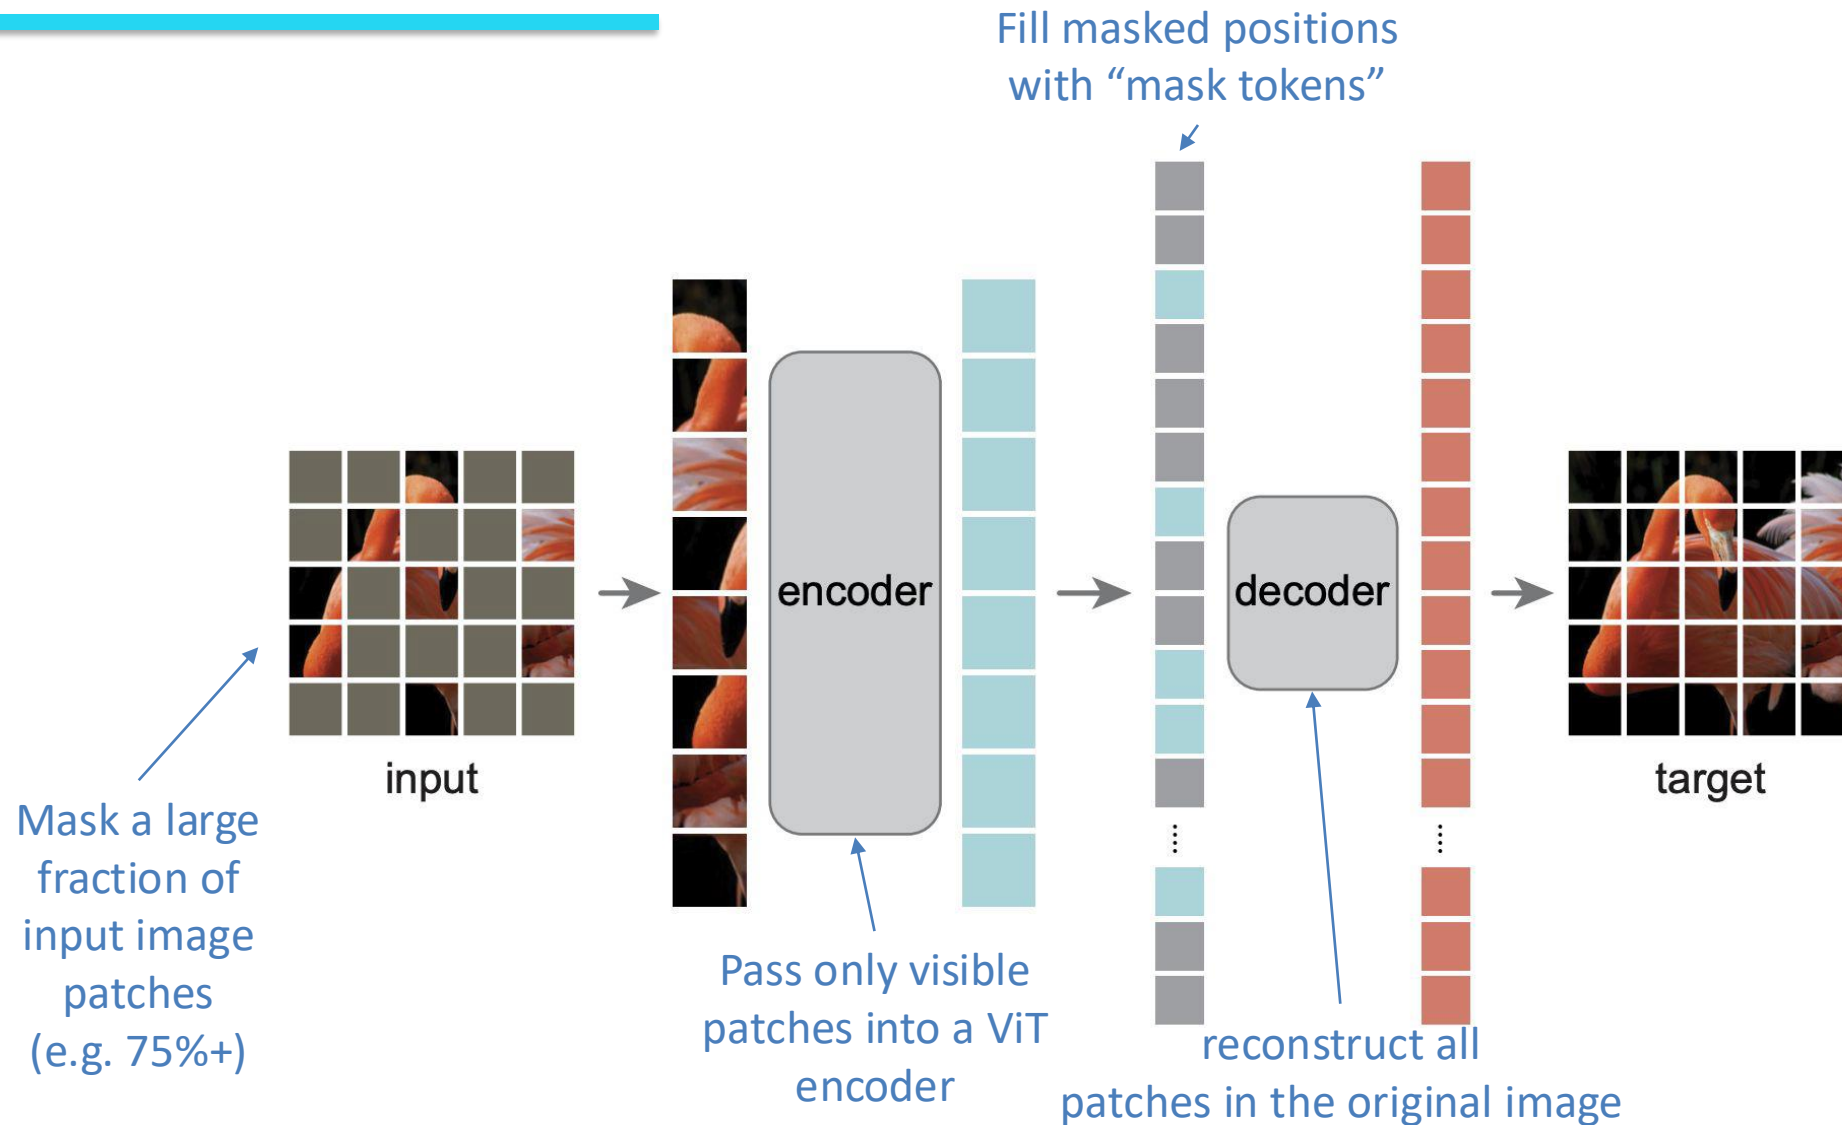 Fill masked positions
with “mask tokens”
encoder
decoder
input
target
Mask a large
fraction of
input image
patches
(e.g. 75%+)
Pass only visible
patches into a ViT
encoder
reconstruct all
patches in the original image